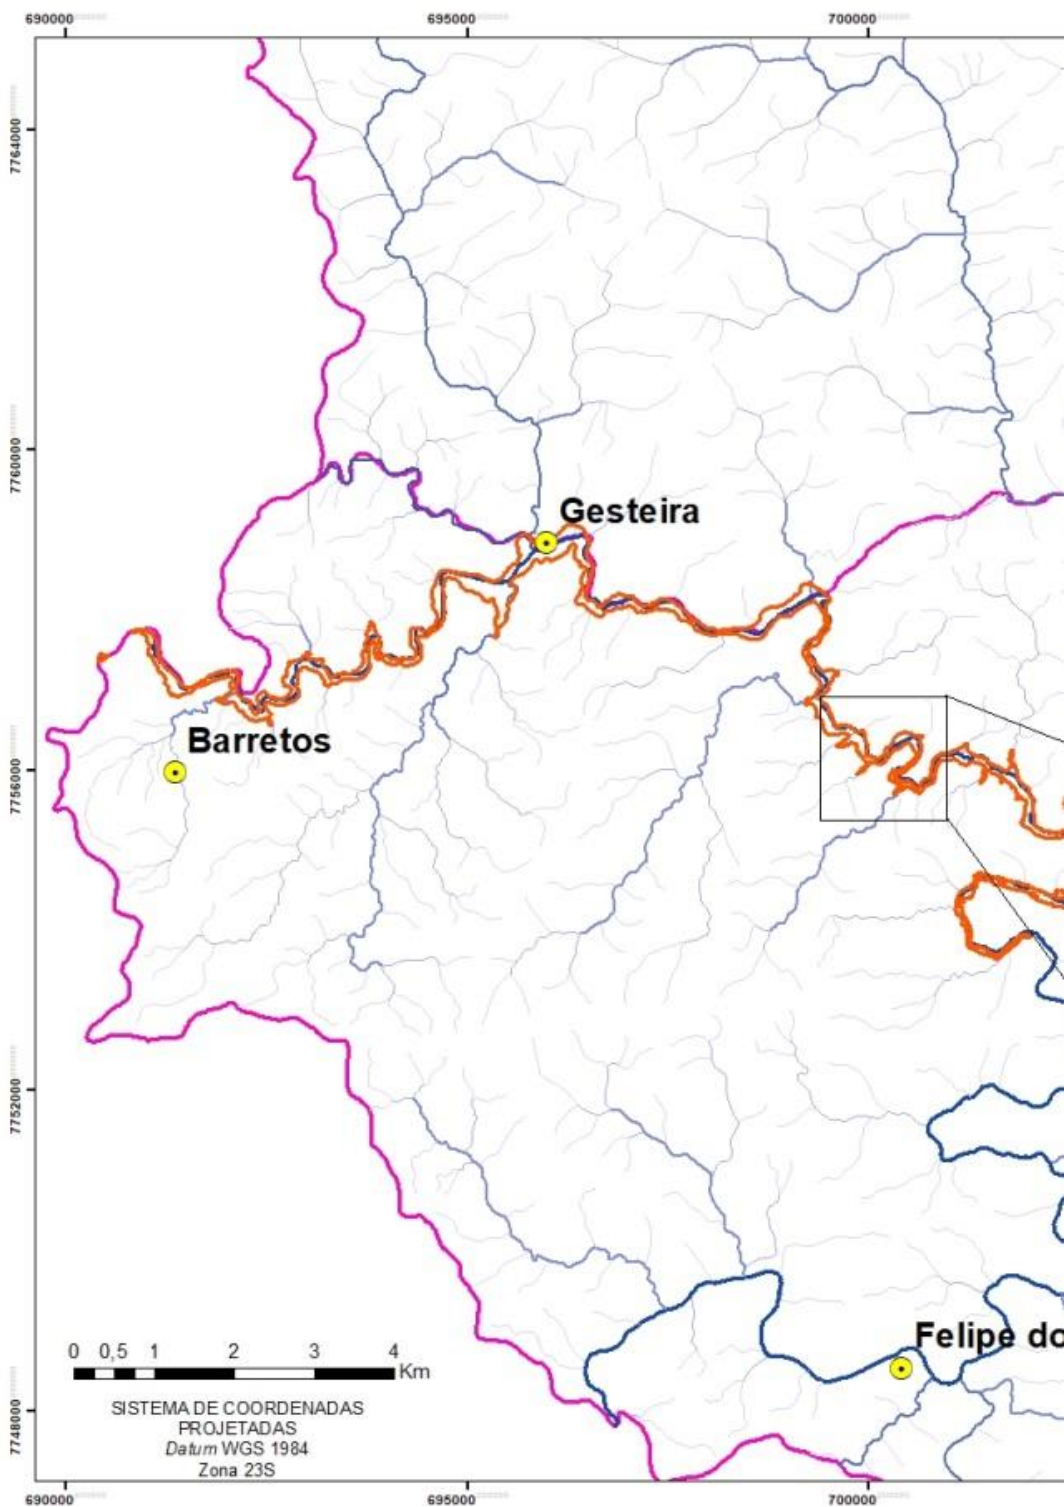 690000
695000
700000
7764000
7760000
Gesteira
Barretos
7756000
7752000
Felipe do
0 0,5 1 2 3 4
Km
7748000
SISTEMA DE COORDENADAS
PROJETADAS
Datum WGS 1984
Zona 23S
690000
695000
700000